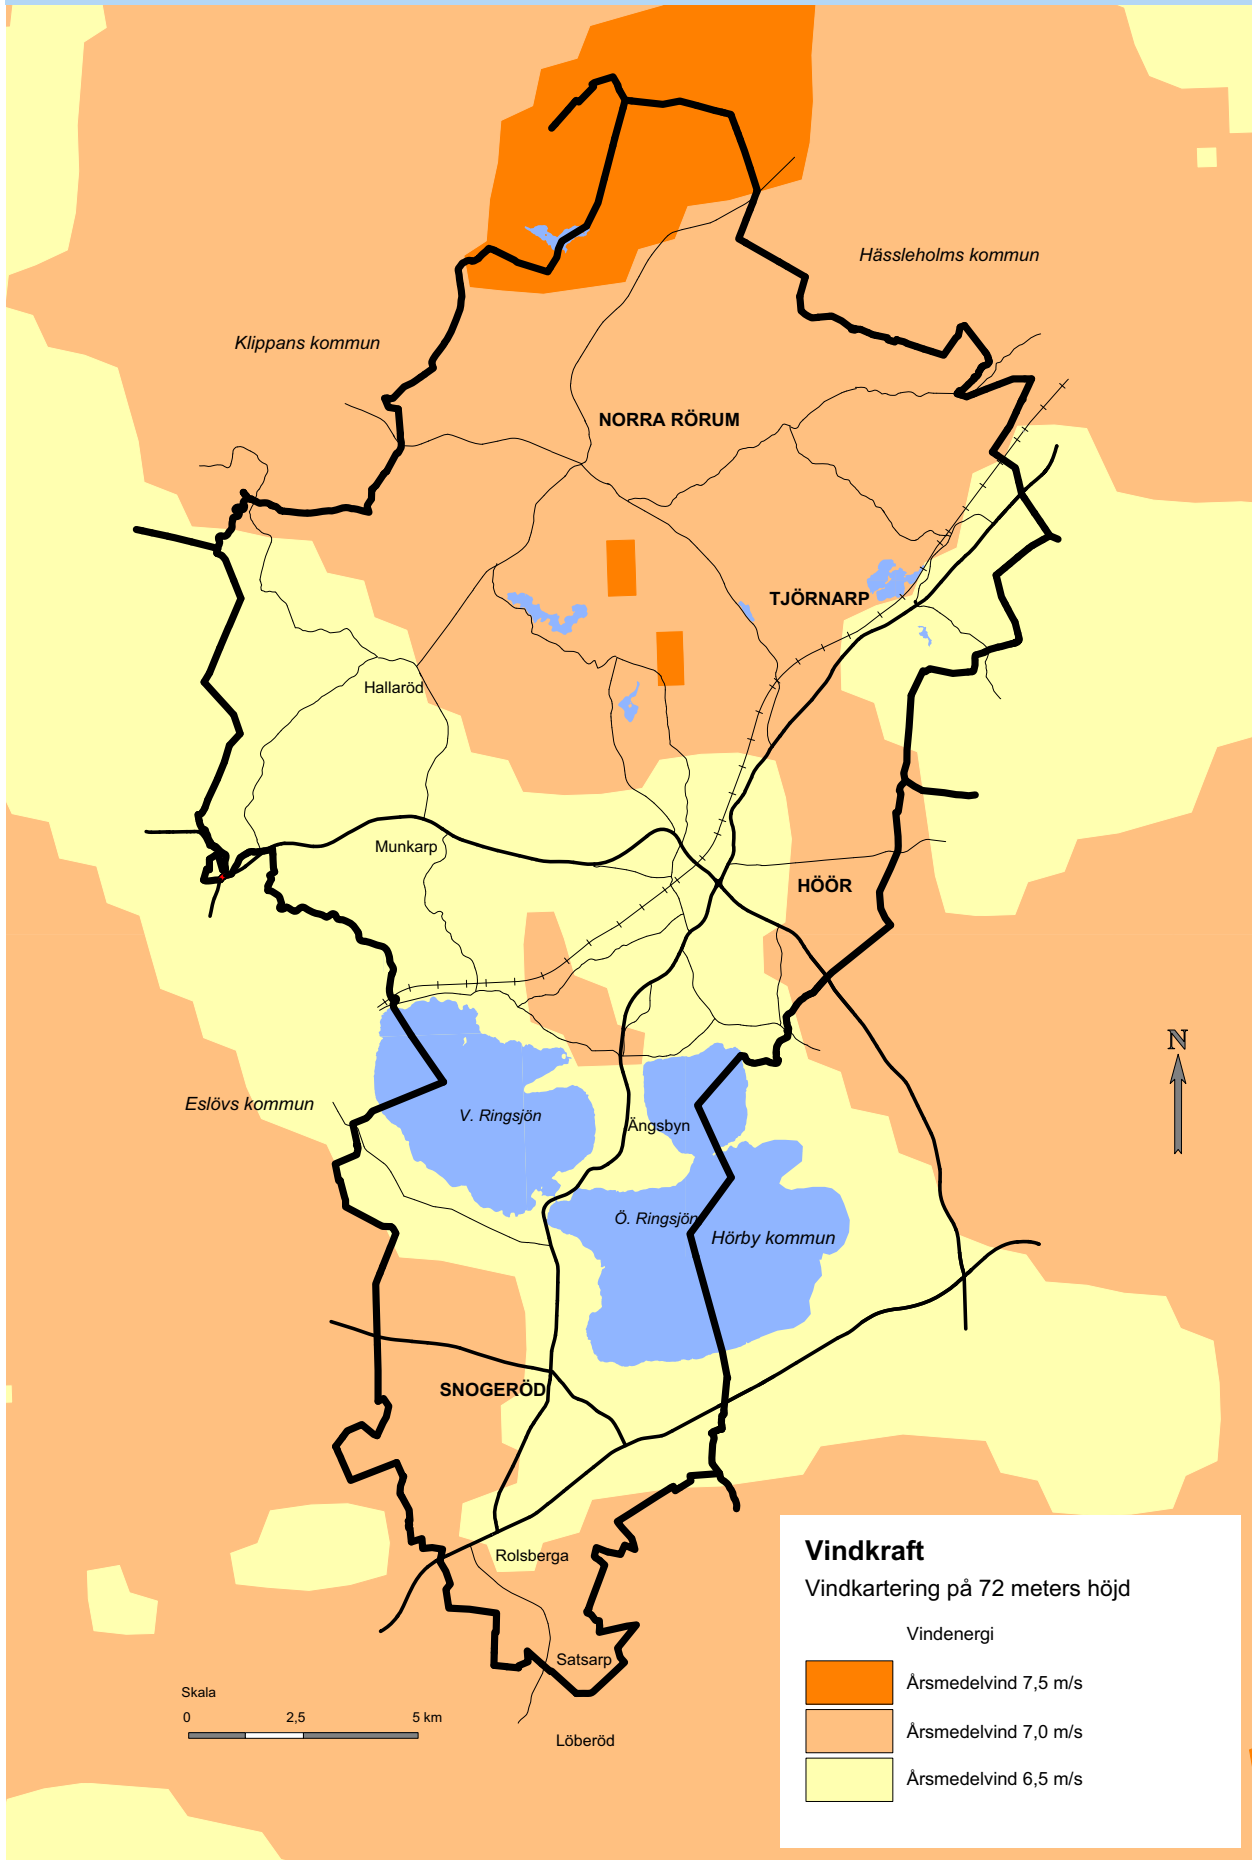 Hässleholms kommun
Klippans kommun
NORRA RÖRUM
TJÖRNARP
Hallaröd
Munkarp
HÖÖR
N
Eslövs kommun
V. Ringsjön
Ängsbyn
Ö. Ringsjön
Hörby kommun
SNOGERÖD
Rolsberga
Satsarp
Löberöd
Skala
0 2,5 5 km
Vindkraft
Vindkartering på 72 meters höjd
Vindenergi
Årsmedelvind 7,5 m/s
Årsmedelvind 7,0 m/s
Årsmedelvind 6,5 m/s